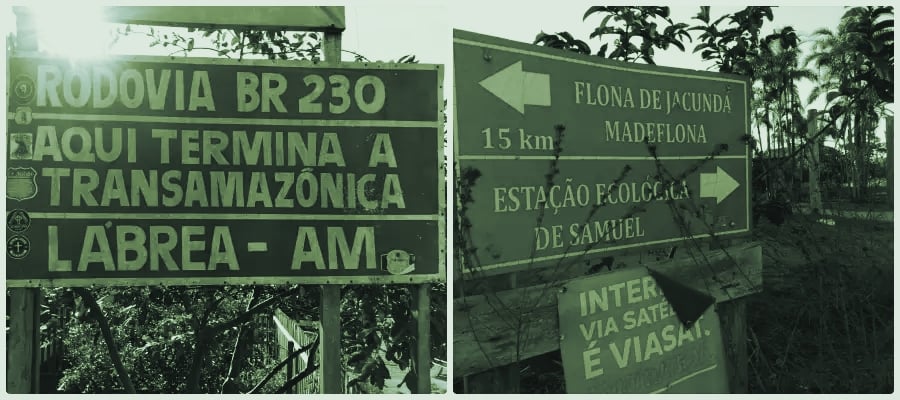 RODOVIA BR 230
AQUI TERMINA A
TRANSAMAZÔNICA
LÁBREA - AM
FLONA DE JACUNDÁ
MADEFLONA
15 km
ESTAÇÃO ECOLÓGICA
DE SAMUEL
INTER
VIA SATÉ
É VIASAT.